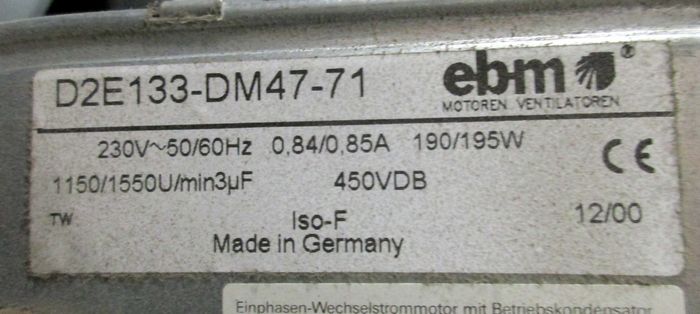 D2E133-DM47-71
ebm®
MOTOREN VENTILATOREN
230V~50/60Hz 0,84/0,85A 190/195W
CE
1150/1550U/min3µF 450VDB
TW Iso-F 12/00
Made in Germany
Einphasen-Wechselstrommotor mit Betriebskondensator